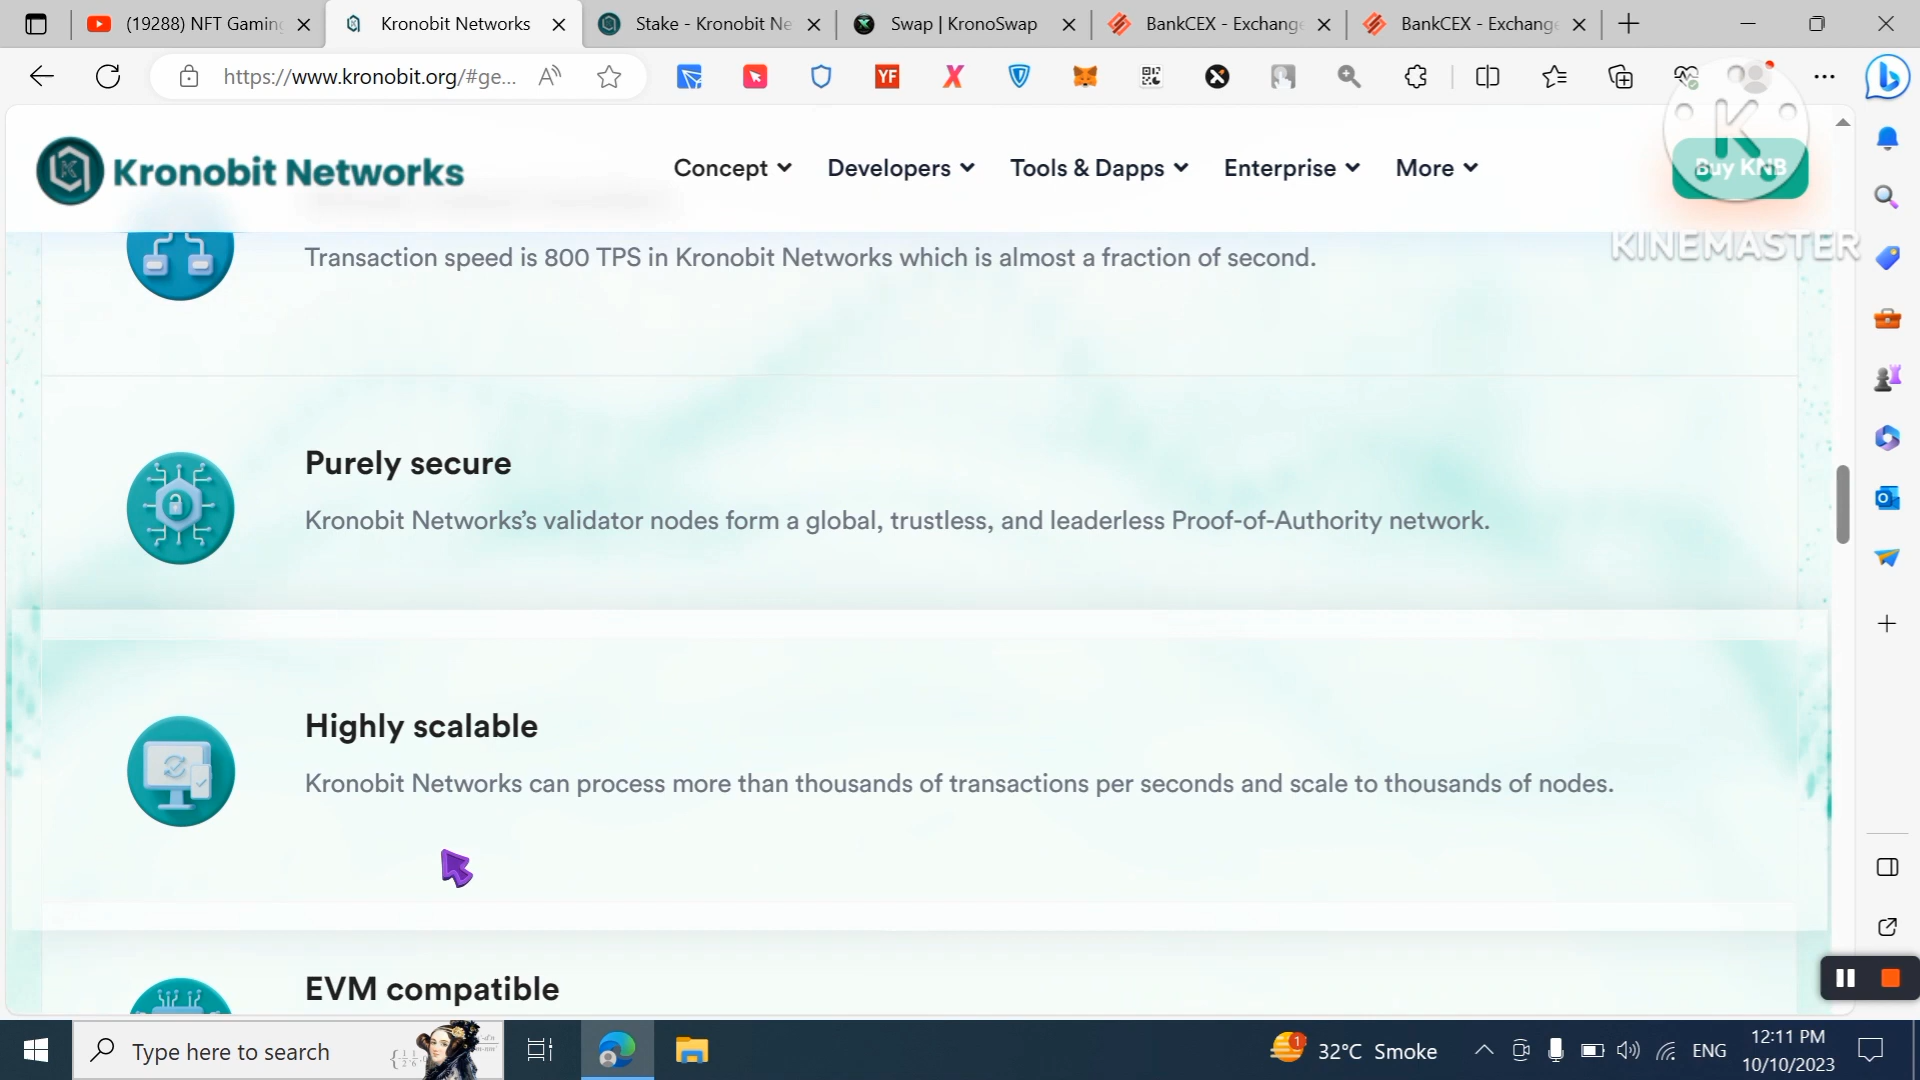 (19288) NFT Gaming
Kronobit Networks
Stake - Kronobit Ne
Swap | KronoSwap
BankCEX - Exchange
BankCEX - Exchange
https://www.kronobit.org/#ge...
YF
Kronobit Networks
Concept
Developers
Tools & Dapps
Enterprise
More
Buy KNB
K
KINEMASTER
Transaction speed is 800 TPS in Kronobit Networks which is almost a fraction of second.
Purely secure
Kronobit Networks’s validator nodes form a global, trustless, and leaderless Proof-of-Authority network.
Highly scalable
Kronobit Networks can process more than thousands of transactions per seconds and scale to thousands of nodes.
EVM compatible
Type here to search
1
32°C Smoke
ENG
12:11 PM
10/10/2023